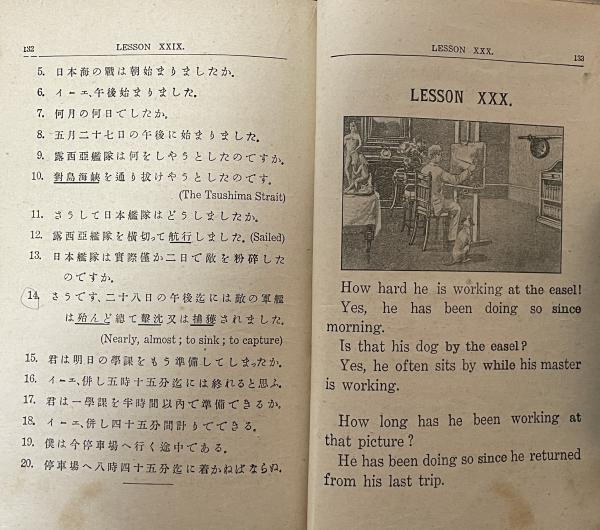 132
LESSON XXIX.
5. 日本海の戰は朝始まりましたか。
6. イーエ、午後始まりました。
7. 何月の何日でしたか。
8. 五月二十七日の午後に始まりました。
9. 露西亞艦隊は何をしやうとしたのですか。
10. 對島海峽を通り拔けやうとしたのです。
(The Tsushima Strait)
11. さうして日本艦隊はどうしましたか。
12. 露西亞艦隊を橫切つて航行しました。(Sailed)
13. 日本艦隊は實際僅か二日で敵を粉碎した
のですか。
14. さうです、二十八日の午後迄には敵の軍艦
は殆んど總て擊沈又は捕獲されました。
(Nearly, almost; to sink; to capture)
15. 君は明日の學課をもう準備してしまつたか。
16. イーエ、併し五時十五分迄には終れると思ふ。
17. 君は一學課を半時間以內で準備できるか。
18. イーエ、併し四十五分間計りでできる。
19. 僕は今停車場へ行く途中である。
20. 停車場へ八時四十五分迄に着かねばならぬ。
LESSON XXX.
133
LESSON XXX.
How hard he is working at the easel!
Yes, he has been doing so since
morning.
Is that his dog by the easel?
Yes, he often sits by while his master
is working.
How long has he been working at
that picture?
He has been doing so since he returned
from his last trip.